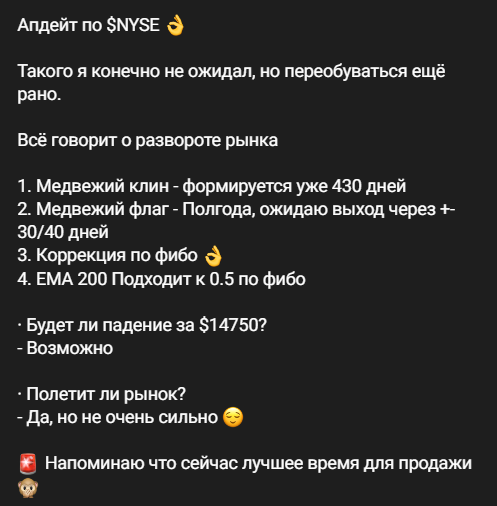 Апдейт по $NYSE 👌
Такого я конечно не ожидал, но переобуваться ещё
рано.
Всё говорит о развороте рынка
1. Медвежий клин - формируется уже 430 дней
2. Медвежий флаг - Полгода, ожидаю выход через +-
30/40 дней
3. Коррекция по фибо 👌
4. EMA 200 Подходит к 0.5 по фибо
· Будет ли падение за $14750?
- Возможно
· Полетит ли рынок?
- Да, но не очень сильно 😌
🚨 Напоминаю что сейчас лучшее время для продажи
🙊